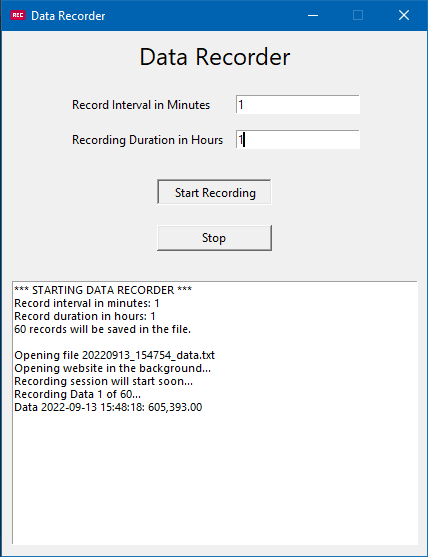 REC Data Recorder
Data Recorder
Record Interval in Minutes 1
Recording Duration in Hours 1
Start Recording
Stop
*** STARTING DATA RECORDER ***
Record interval in minutes: 1
Record duration in hours: 1
60 records will be saved in the file.
Opening file 20220913_154754_data.txt
Opening website in the background...
Recording session will start soon...
Recording Data 1 of 60...
Data 2022-09-13 15:48:18: 605,393.00